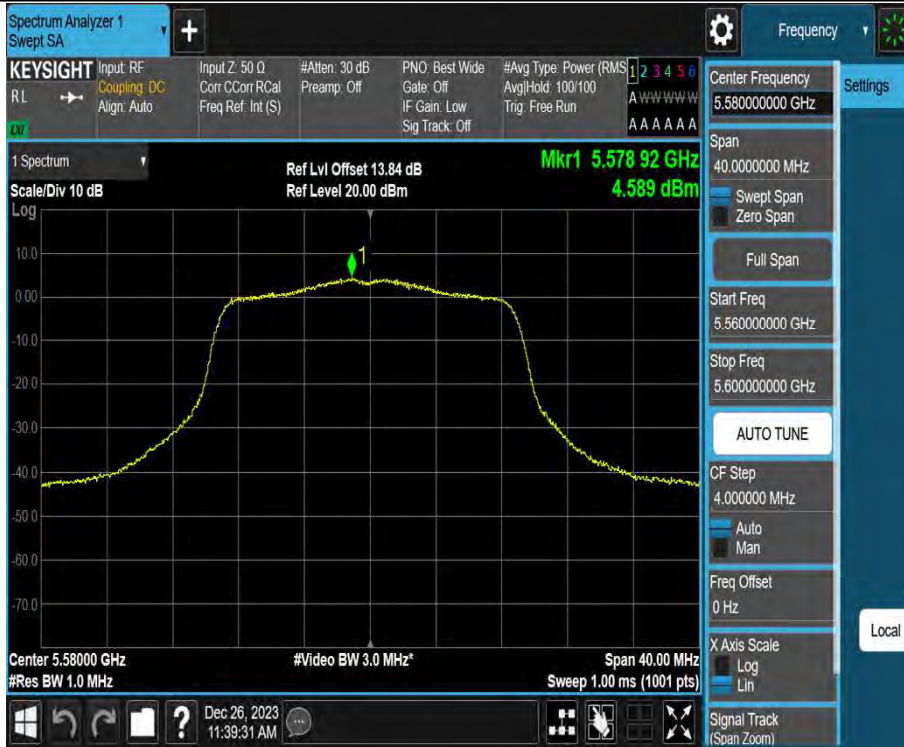 Spectrum Analyzer 1
Swept SA
+
Frequency
KEYSIGHT
R L
LXI
Input: RF
Coupling: DC
Align: Auto
Input Z: 50 Ω
Corr CCorr RCal
Freq Ref: Int (S)
#Atten: 30 dB
Preamp: Off
PNO: Best Wide
Gate: Off
IF Gain: Low
Sig Track: Off
#Avg Type: Power (RMS
Avg|Hold: 100/100
Trig: Free Run
1 2 3 4 5 6
A W W W W W
A A A A A A
1 Spectrum
Scale/Div 10 dB
Log
Ref Lvl Offset 13.84 dB
Ref Level 20.00 dBm
Mkr1 5.578 92 GHz
4.589 dBm
1
10.0
0.00
-10.0
-20.0
-30.0
-40.0
-50.0
-60.0
-70.0
Center 5.58000 GHz
#Res BW 1.0 MHz
#Video BW 3.0 MHz*
Span 40.00 MHz
Sweep 1.00 ms (1001 pts)
Center Frequency
5.580000000 GHz
Span
40.0000000 MHz
Swept Span
Zero Span
Full Span
Start Freq
5.560000000 GHz
Stop Freq
5.600000000 GHz
AUTO TUNE
CF Step
4.000000 MHz
Auto
Man
Freq Offset
0 Hz
X Axis Scale
Log
Lin
Signal Track
(Span Zoom)
Settings
Local
?
Dec 26, 2023
11:39:31 AM